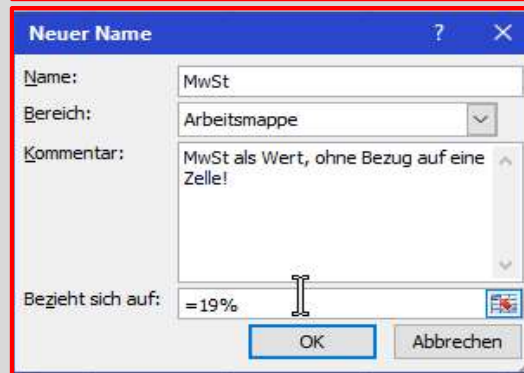 Neuer Name ?
Name: MwSt
Bereich: Arbeitsmappe
Kommentar: MwSt als Wert, ohne Bezug auf eine
Zelle!
Bezieht sich auf: =19%
OK Abbrechen